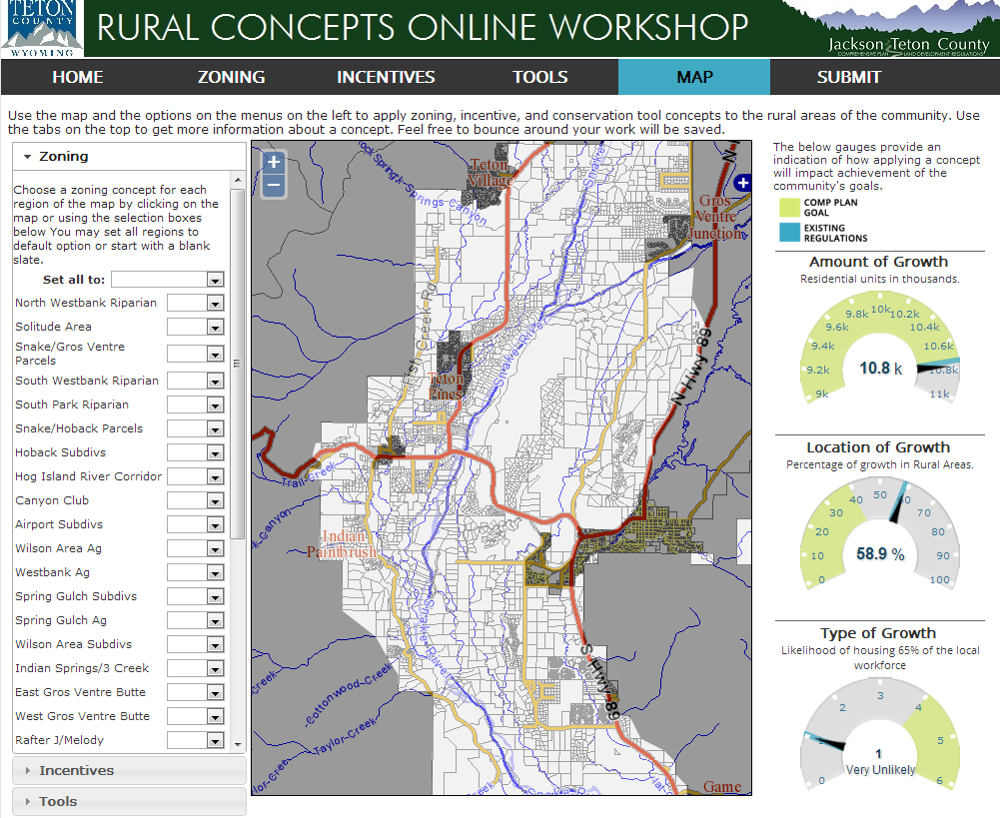 TETON
COUNTY
WYOMING
RURAL CONCEPTS ONLINE WORKSHOP
Jackson Teton County
COMPREHENSIVE PLAN LAND DEVELOPMENT REGULATIONS
HOME ZONING INCENTIVES TOOLS MAP SUBMIT
Use the map and the options on the menus on the left to apply zoning, incentive, and conservation tool concepts to the rural areas of the community. Use
the tabs on the top to get more information about a concept. Feel free to bounce around your work will be saved.
Zoning
Choose a zoning concept for each
region of the map by clicking on the
map or using the selection boxes
below You may set all regions to
default option or start with a blank
slate.
Set all to:
North Westbank Riparian
Solitude Area
Snake/Gros Ventre
Parcels
South Westbank Riparian
South Park Riparian
Snake/Hoback Parcels
Hoback Subdivs
Hog Island River Corridor
Canyon Club
Airport Subdivs
Wilson Area Ag
Westbank Ag
Spring Gulch Subdivs
Spring Gulch Ag
Wilson Area Subdivs
Indian Springs/3 Creek
East Gros Ventre Butte
West Gros Ventre Butte
Rafter J/Melody
Incentives
Tools
+
−
Teton
Village
Gros
Ventre
Junction
Fish Creek Rd
Snake River
Teton
Pines
N Hwy 89
Trail-Creek
Indian
Paintbrush
Snake River
S Hwy 89
Cottonwood-Creek
Taylor-Creek
Game
The below gauges provide an
indication of how applying a concept
will impact achievement of the
community's goals.
COMP PLAN
GOAL
EXISTING
REGULATIONS
Amount of Growth
Residential units in thousands.
9k 9.2k 9.4k 9.6k 9.8k 10k 10.2k 10.4k 10.6k 10.8k 11k
10.8 k
Location of Growth
Percentage of growth in Rural Areas.
0 10 20 30 40 50 60 70 80 90 100
58.9 %
Type of Growth
Likelihood of housing 65% of the local
workforce
0 1 2 3 4 5 6
1
Very Unlikely